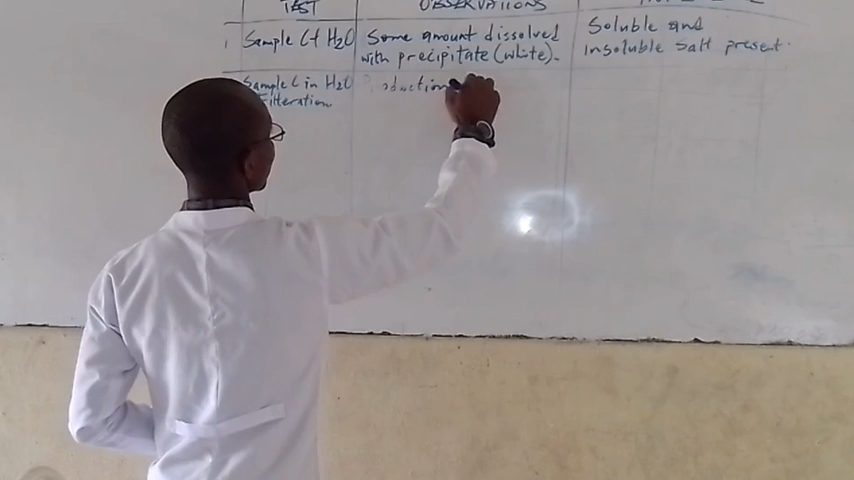 TEST
OBSERVATIONS
1 Sample C + H2O
Some amount dissolved
with precipitate (white).
Soluble and
insoluble salt present.
Sample C in H2O
Filteration
Production